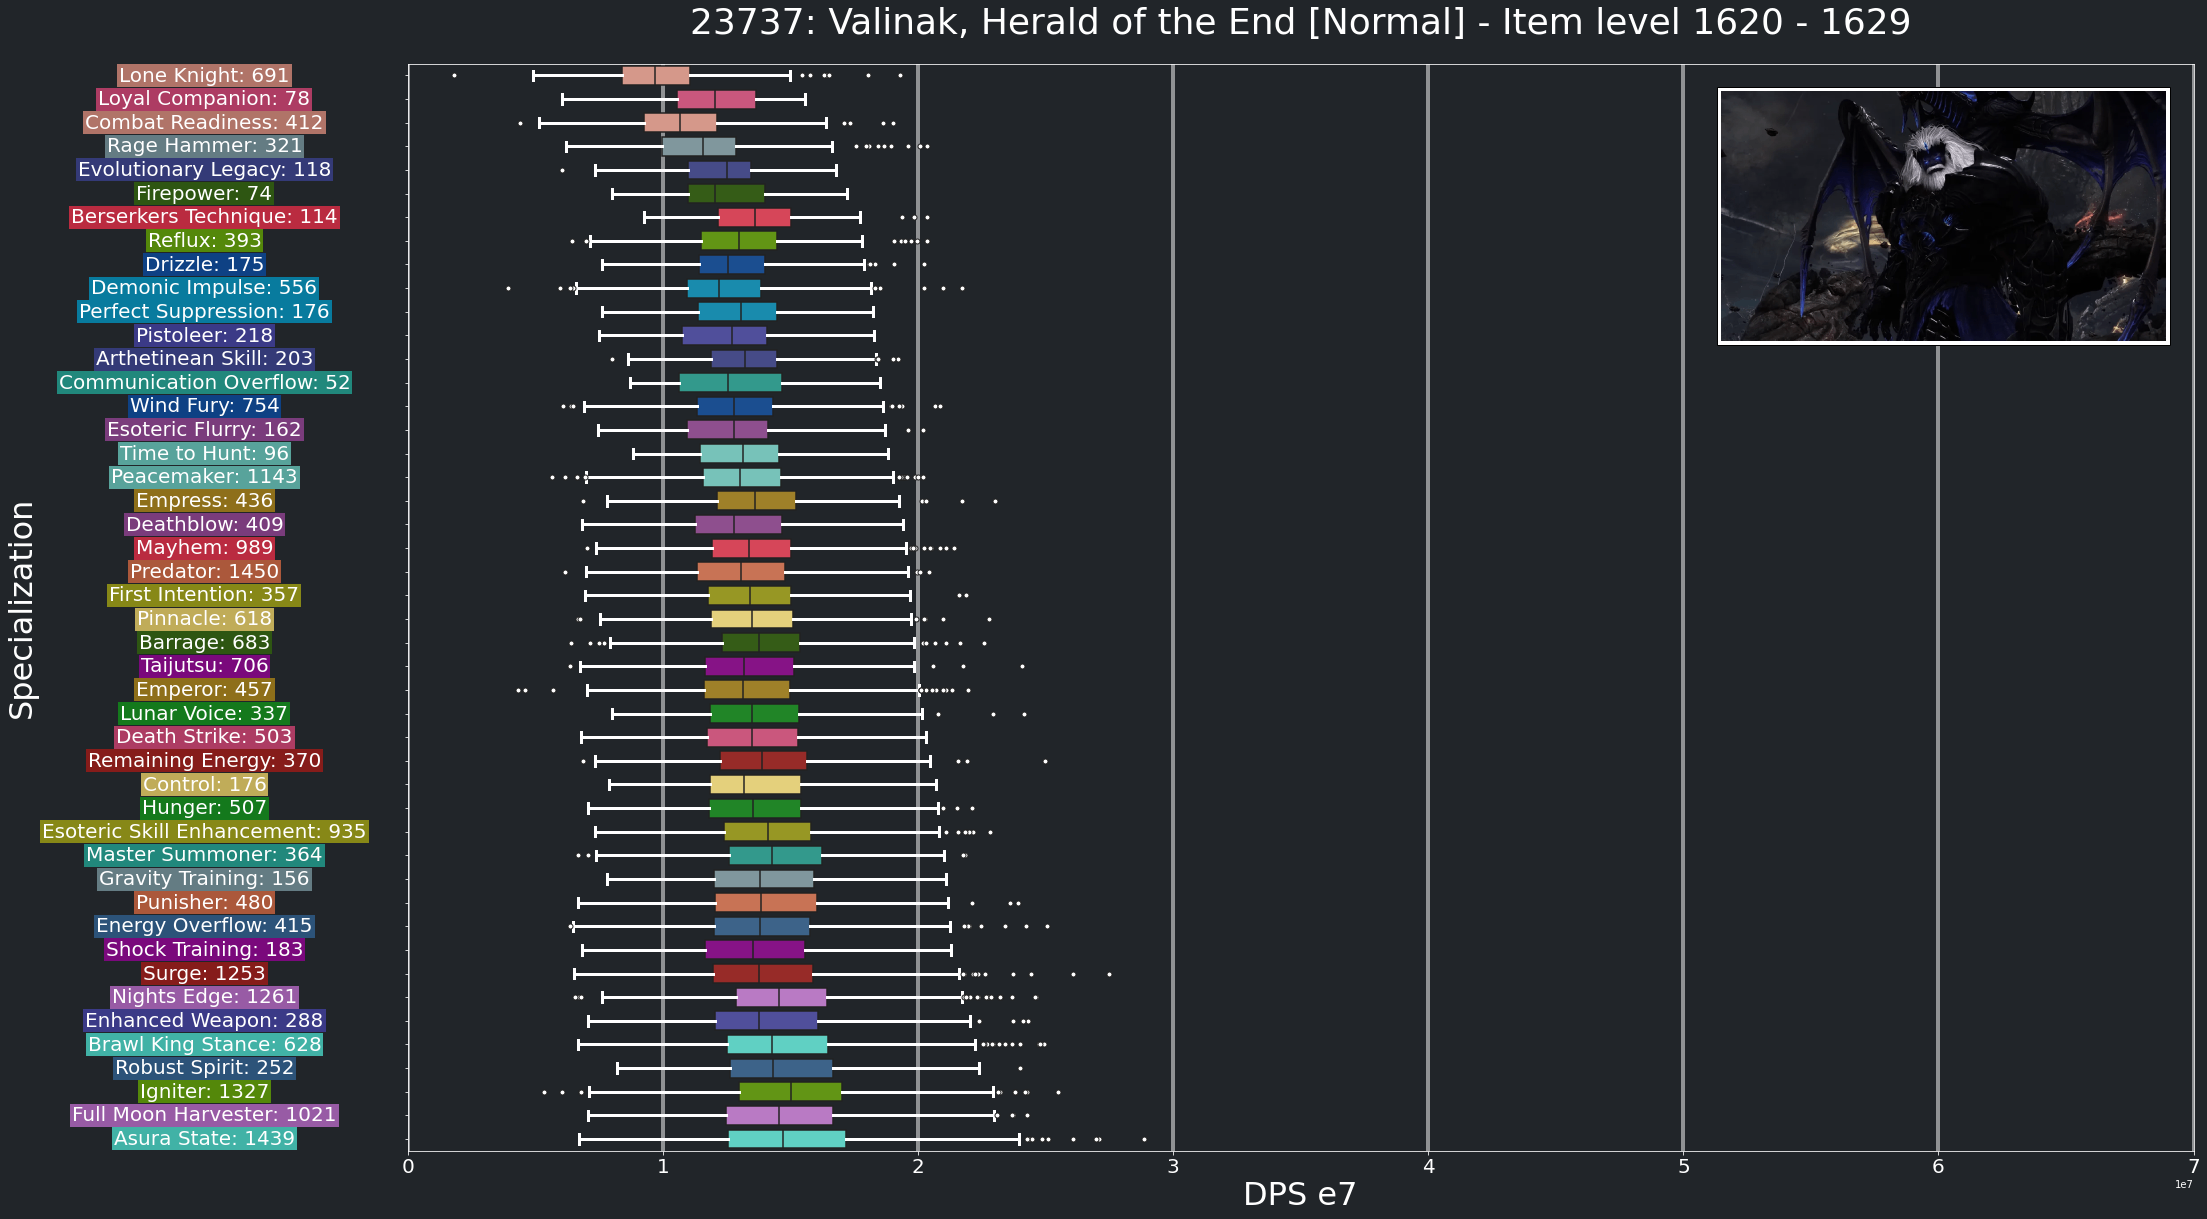 23737: Valinak, Herald of the End [Normal] - Item level 1620 - 1629
Lone Knight: 691
Loyal Companion: 78
Combat Readiness: 412
Rage Hammer: 321
Evolutionary Legacy: 118
Firepower: 74
Berserkers Technique: 114
Reflux: 393
Drizzle: 175
Demonic Impulse: 556
Perfect Suppression: 176
Pistoleer: 218
Arthetinean Skill: 203
Communication Overflow: 52
Wind Fury: 754
Esoteric Flurry: 162
Time to Hunt: 96
Peacemaker: 1143
Empress: 436
Deathblow: 409
Mayhem: 989
Predator: 1450
First Intention: 357
Pinnacle: 618
Barrage: 683
Taijutsu: 706
Emperor: 457
Lunar Voice: 337
Death Strike: 503
Remaining Energy: 370
Control: 176
Hunger: 507
Esoteric Skill Enhancement: 935
Master Summoner: 364
Gravity Training: 156
Punisher: 480
Energy Overflow: 415
Shock Training: 183
Surge: 1253
Nights Edge: 1261
Enhanced Weapon: 288
Brawl King Stance: 628
Robust Spirit: 252
Igniter: 1327
Full Moon Harvester: 1021
Asura State: 1439
Specialization
0 1 2 3 4 5 6 7
1e7
DPS e7